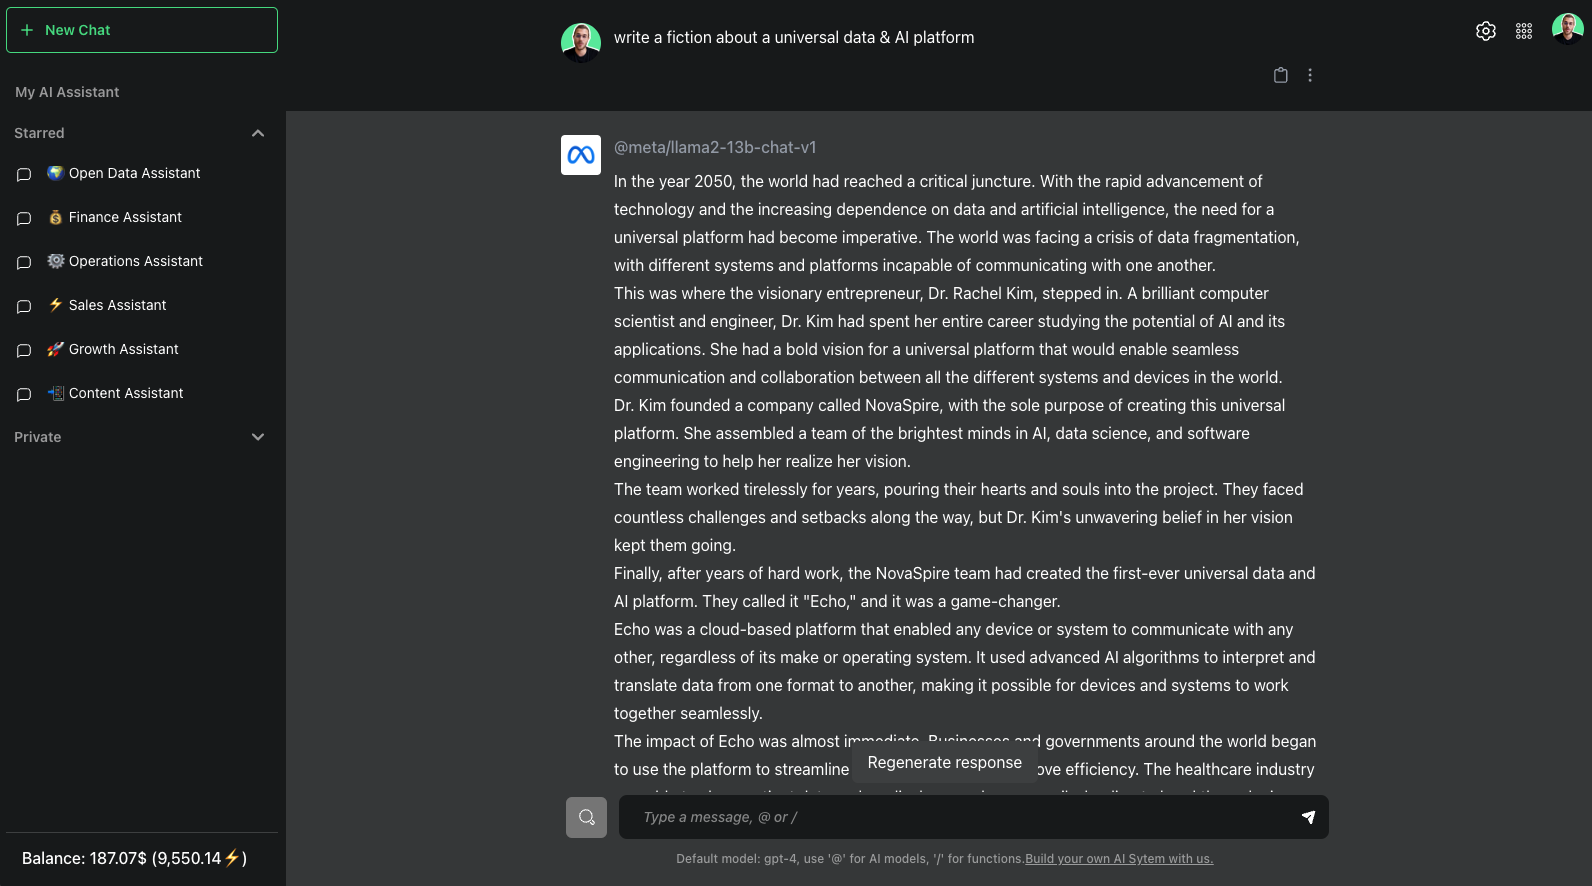 New Chat
My AI Assistant
Starred
Open Data Assistant
Finance Assistant
Operations Assistant
Sales Assistant
Growth Assistant
Content Assistant
Private
Balance: 187.07$ (9,550.14⚡)
write a fiction about a universal data & AI platform
@meta/llama2-13b-chat-v1
In the year 2050, the world had reached a critical juncture. With the rapid advancement of
technology and the increasing dependence on data and artificial intelligence, the need for a
universal platform had become imperative. The world was facing a crisis of data fragmentation,
with different systems and platforms incapable of communicating with one another.
This was where the visionary entrepreneur, Dr. Rachel Kim, stepped in. A brilliant computer
scientist and engineer, Dr. Kim had spent her entire career studying the potential of AI and its
applications. She had a bold vision for a universal platform that would enable seamless
communication and collaboration between all the different systems and devices in the world.
Dr. Kim founded a company called NovaSpire, with the sole purpose of creating this universal
platform. She assembled a team of the brightest minds in AI, data science, and software
engineering to help her realize her vision.
The team worked tirelessly for years, pouring their hearts and souls into the project. They faced
countless challenges and setbacks along the way, but Dr. Kim's unwavering belief in her vision
kept them going.
Finally, after years of hard work, the NovaSpire team had created the first-ever universal data and
AI platform. They called it "Echo," and it was a game-changer.
Echo was a cloud-based platform that enabled any device or system to communicate with any
other, regardless of its make or operating system. It used advanced AI algorithms to interpret and
translate data from one format to another, making it possible for devices and systems to work
together seamlessly.
The impact of Echo was almost immediate. Businesses and governments around the world began
to use the platform to streamline ove efficiency. The healthcare industry
Regenerate response
Type a message, @ or /
Default model: gpt-4, use '@' for AI models, '/' for functions.Build your own AI Sytem with us.